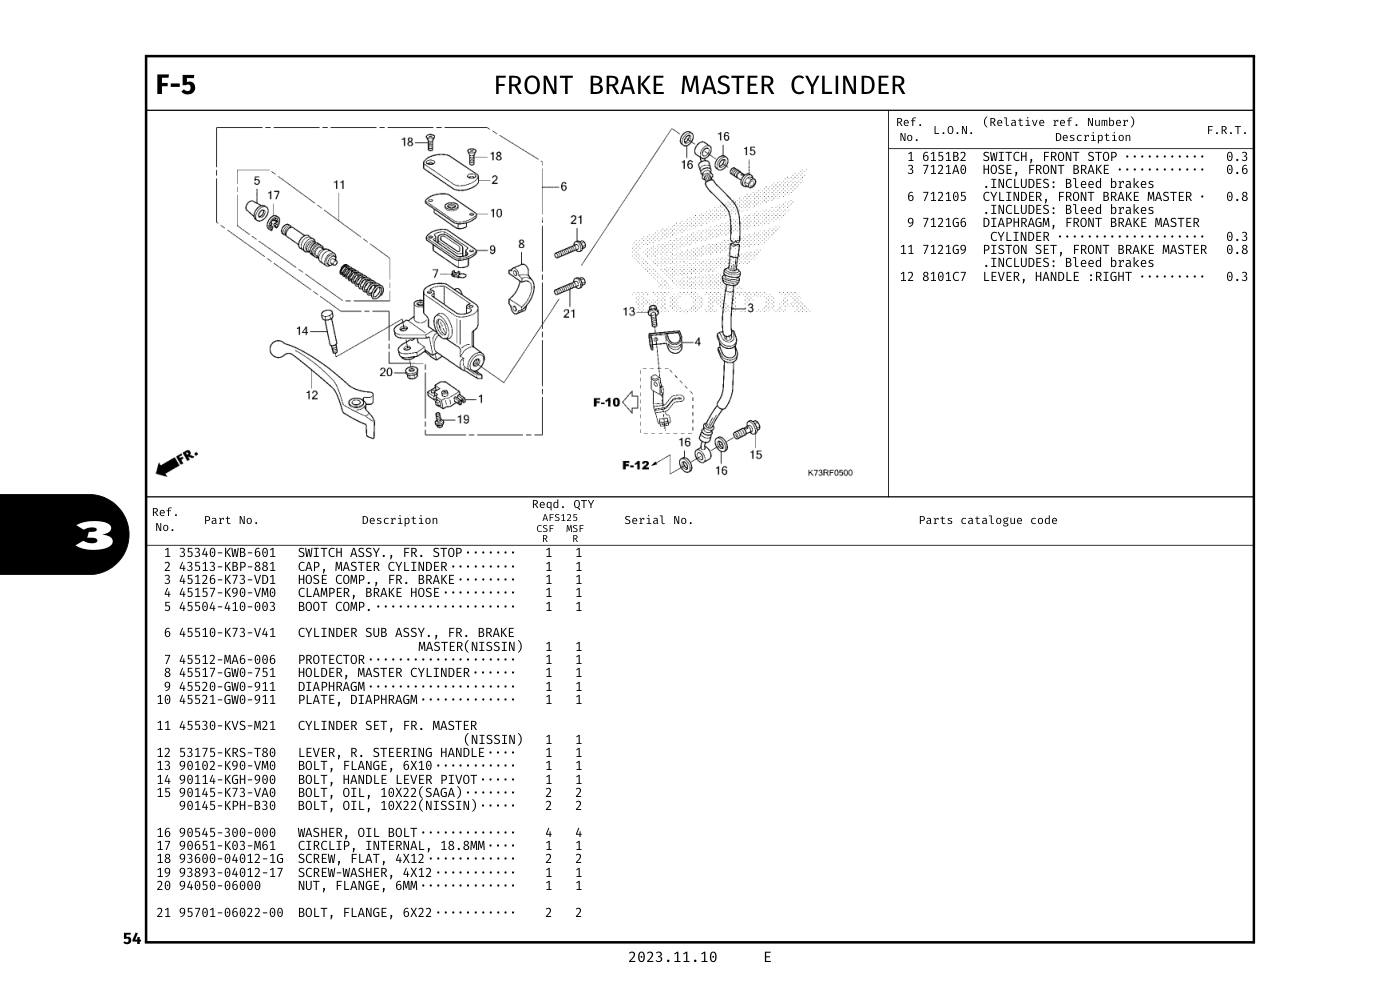 F-5
FRONT BRAKE MASTER CYLINDER
18
18
2
5
17
11
6
10
9
8
21
7
21
14
20
12
1
19
16
16
15
3
13
4
F-10
16
16
15
F-12
FR.
HONDA
K73RF0500
Ref. No. L.O.N. (Relative ref. Number) Description F.R.T.
1 6151B2 SWITCH, FRONT STOP ··········· 0.3
3 7121A0 HOSE, FRONT BRAKE ············ 0.6
.INCLUDES: Bleed brakes
6 712105 CYLINDER, FRONT BRAKE MASTER · 0.8
.INCLUDES: Bleed brakes
9 7121G6 DIAPHRAGM, FRONT BRAKE MASTER
CYLINDER ···················· 0.3
11 7121G9 PISTON SET, FRONT BRAKE MASTER 0.8
.INCLUDES: Bleed brakes
12 8101C7 LEVER, HANDLE :RIGHT ········· 0.3
Ref. No. Part No. Description Reqd. QTY Serial No. Parts catalogue code
AFS125
CSF MSF
R R
1 35340-KWB-601 SWITCH ASSY., FR. STOP······· 1 1
2 43513-KBP-881 CAP, MASTER CYLINDER········· 1 1
3 45126-K73-VD1 HOSE COMP., FR. BRAKE········ 1 1
4 45157-K90-VM0 CLAMPER, BRAKE HOSE·········· 1 1
5 45504-410-003 BOOT COMP.··················· 1 1
6 45510-K73-V41 CYLINDER SUB ASSY., FR. BRAKE
MASTER(NISSIN) 1 1
7 45512-MA6-006 PROTECTOR···················· 1 1
8 45517-GW0-751 HOLDER, MASTER CYLINDER······ 1 1
9 45520-GW0-911 DIAPHRAGM···················· 1 1
10 45521-GW0-911 PLATE, DIAPHRAGM············· 1 1
11 45530-KVS-M21 CYLINDER SET, FR. MASTER
(NISSIN) 1 1
12 53175-KRS-T80 LEVER, R. STEERING HANDLE···· 1 1
13 90102-K90-VM0 BOLT, FLANGE, 6X10··········· 1 1
14 90114-KGH-900 BOLT, HANDLE LEVER PIVOT····· 1 1
15 90145-K73-VA0 BOLT, OIL, 10X22(SAGA)······· 2 2
90145-KPH-B30 BOLT, OIL, 10X22(NISSIN)····· 2 2
16 90545-300-000 WASHER, OIL BOLT············· 4 4
17 90651-K03-M61 CIRCLIP, INTERNAL, 18.8MM···· 1 1
18 93600-04012-1G SCREW, FLAT, 4X12············ 2 2
19 93893-04012-17 SCREW-WASHER, 4X12··········· 1 1
20 94050-06000 NUT, FLANGE, 6MM············· 1 1
21 95701-06022-00 BOLT, FLANGE, 6X22··········· 2 2
3
54
2023.11.10 E